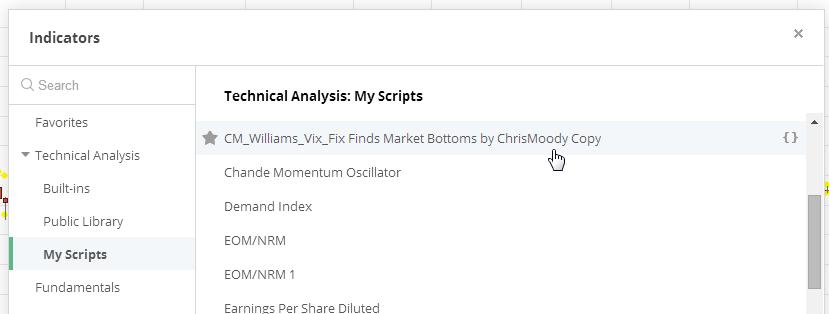 Indicators
×
Search
Favorites
Technical Analysis
Built-ins
Public Library
My Scripts
Fundamentals
Technical Analysis: My Scripts
CM_Williams_Vix_Fix Finds Market Bottoms by ChrisMoody Copy
{}
Chande Momentum Oscillator
Demand Index
EOM/NRM
EOM/NRM 1
Earnings Per Share Diluted